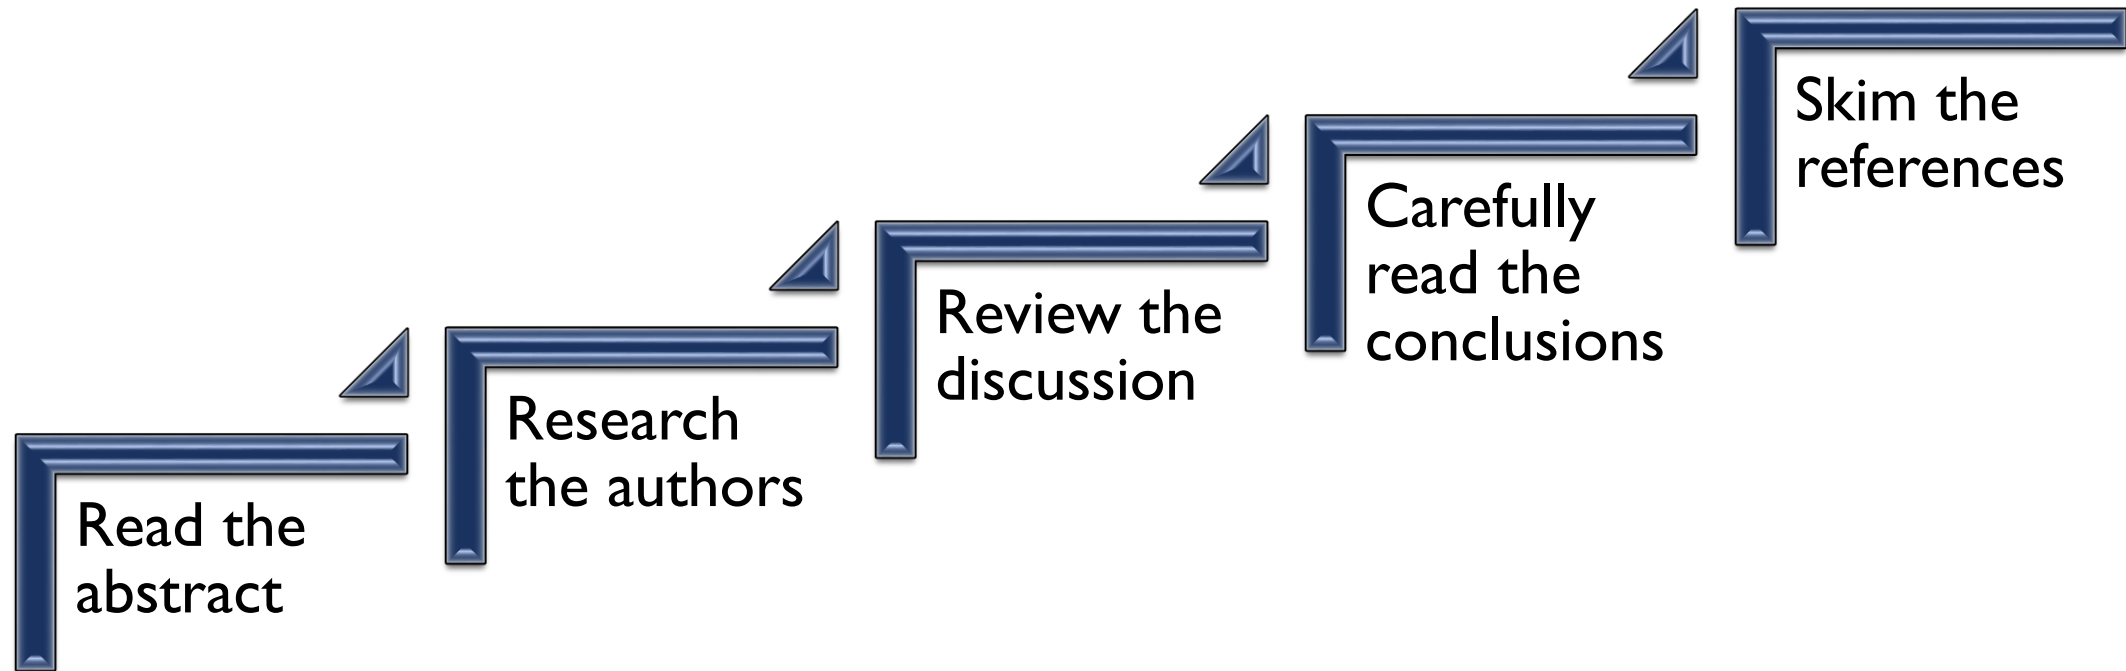 Read the
abstract
Research
the authors
Review the
discussion
Carefully
read the
conclusions
Skim the
references